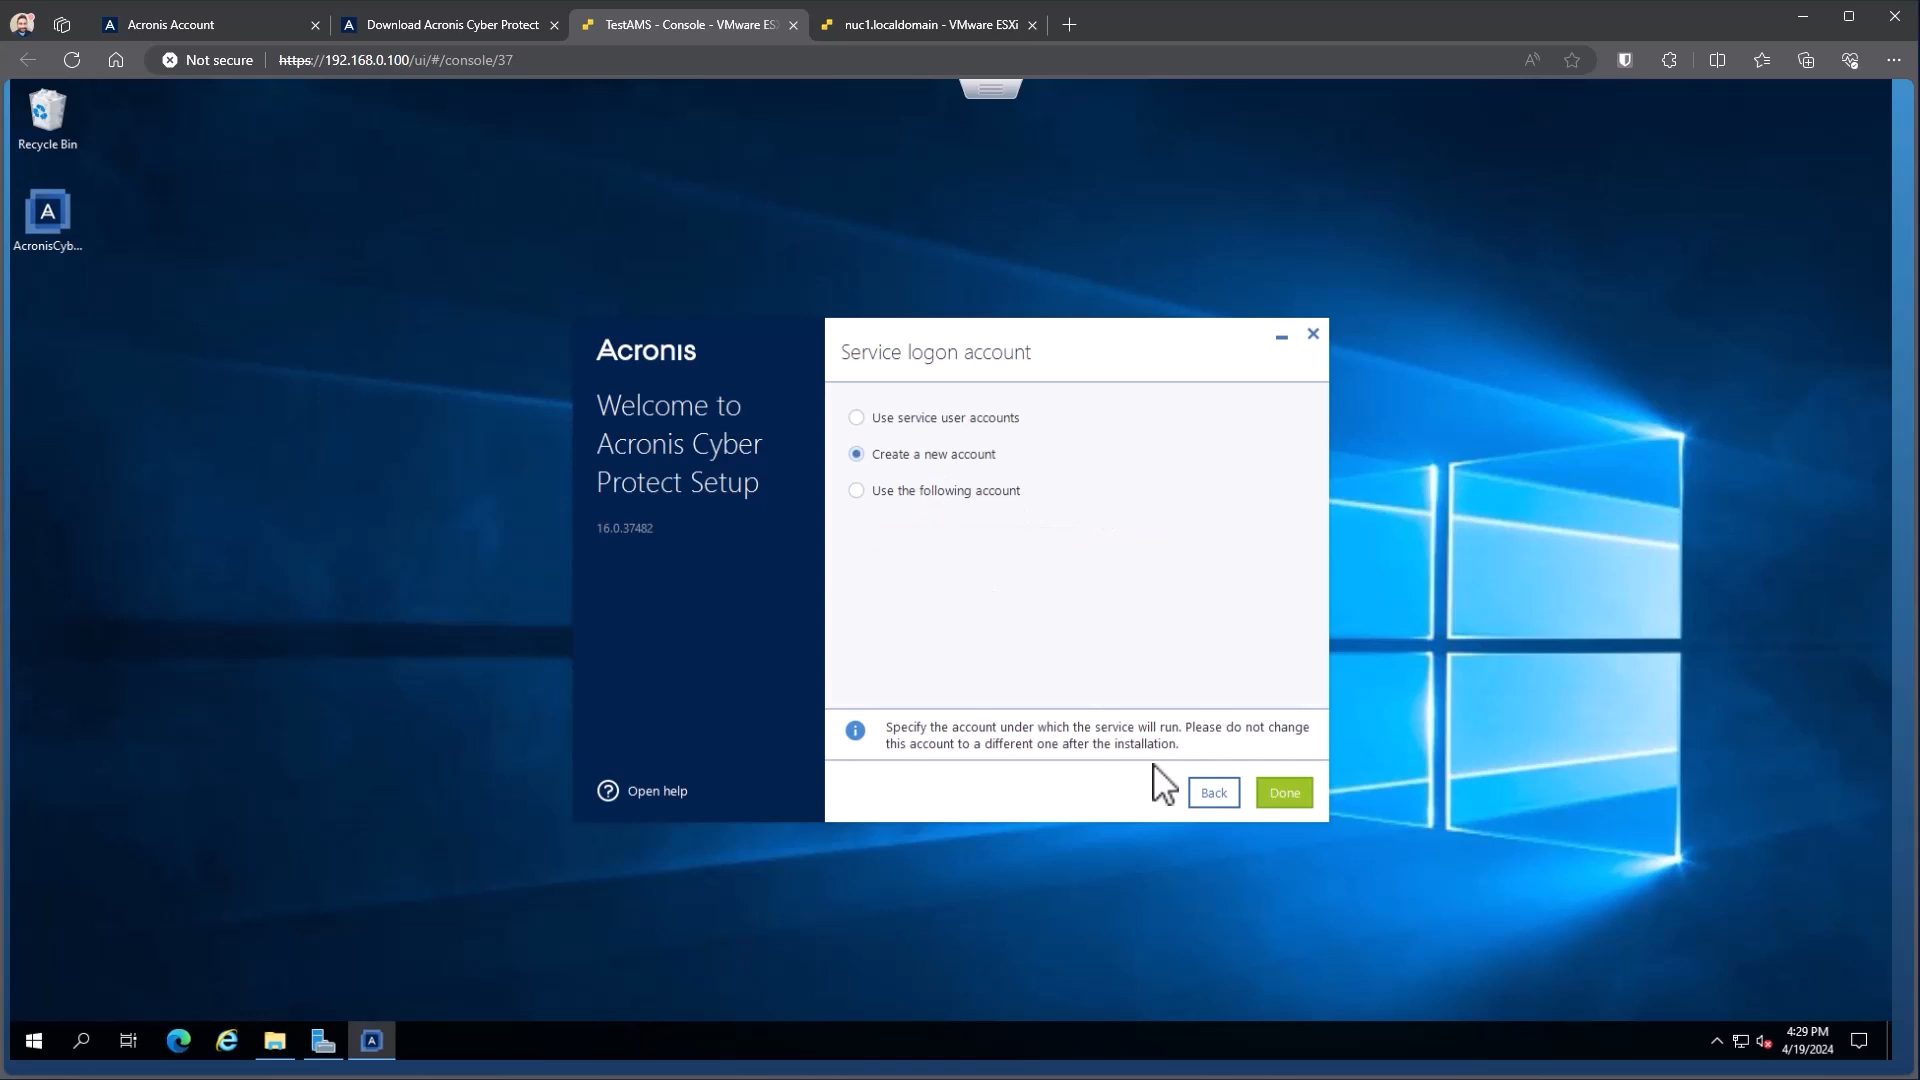 Acronis Account
Download Acronis Cyber Protect
TestAMS - Console - VMware ES
nuc1.localdomain - VMware ESXi
Not secure
https://192.168.0.100/ui/#/console/37
Recycle Bin
AcronisCyb...
Acronis
Welcome to
Acronis Cyber
Protect Setup
16.0.37482
Open help
Service logon account
Use service user accounts
Create a new account
Use the following account
Specify the account under which the service will run. Please do not change
this account to a different one after the installation.
Back
Done
4:29 PM
4/19/2024